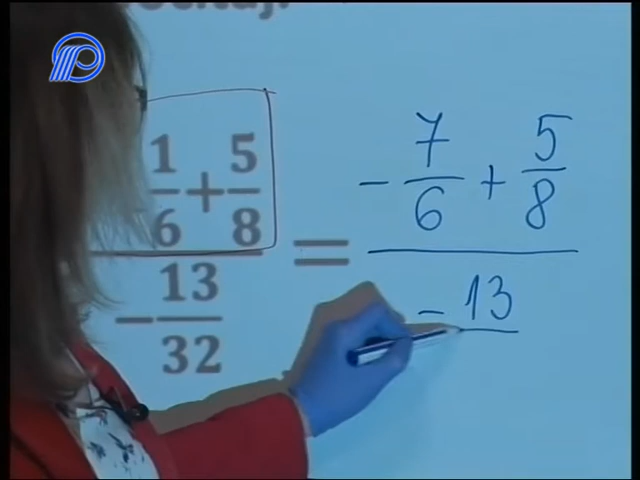 1/6 + 5/8
= - 7/6 + 5/8
- 13/32
- 13